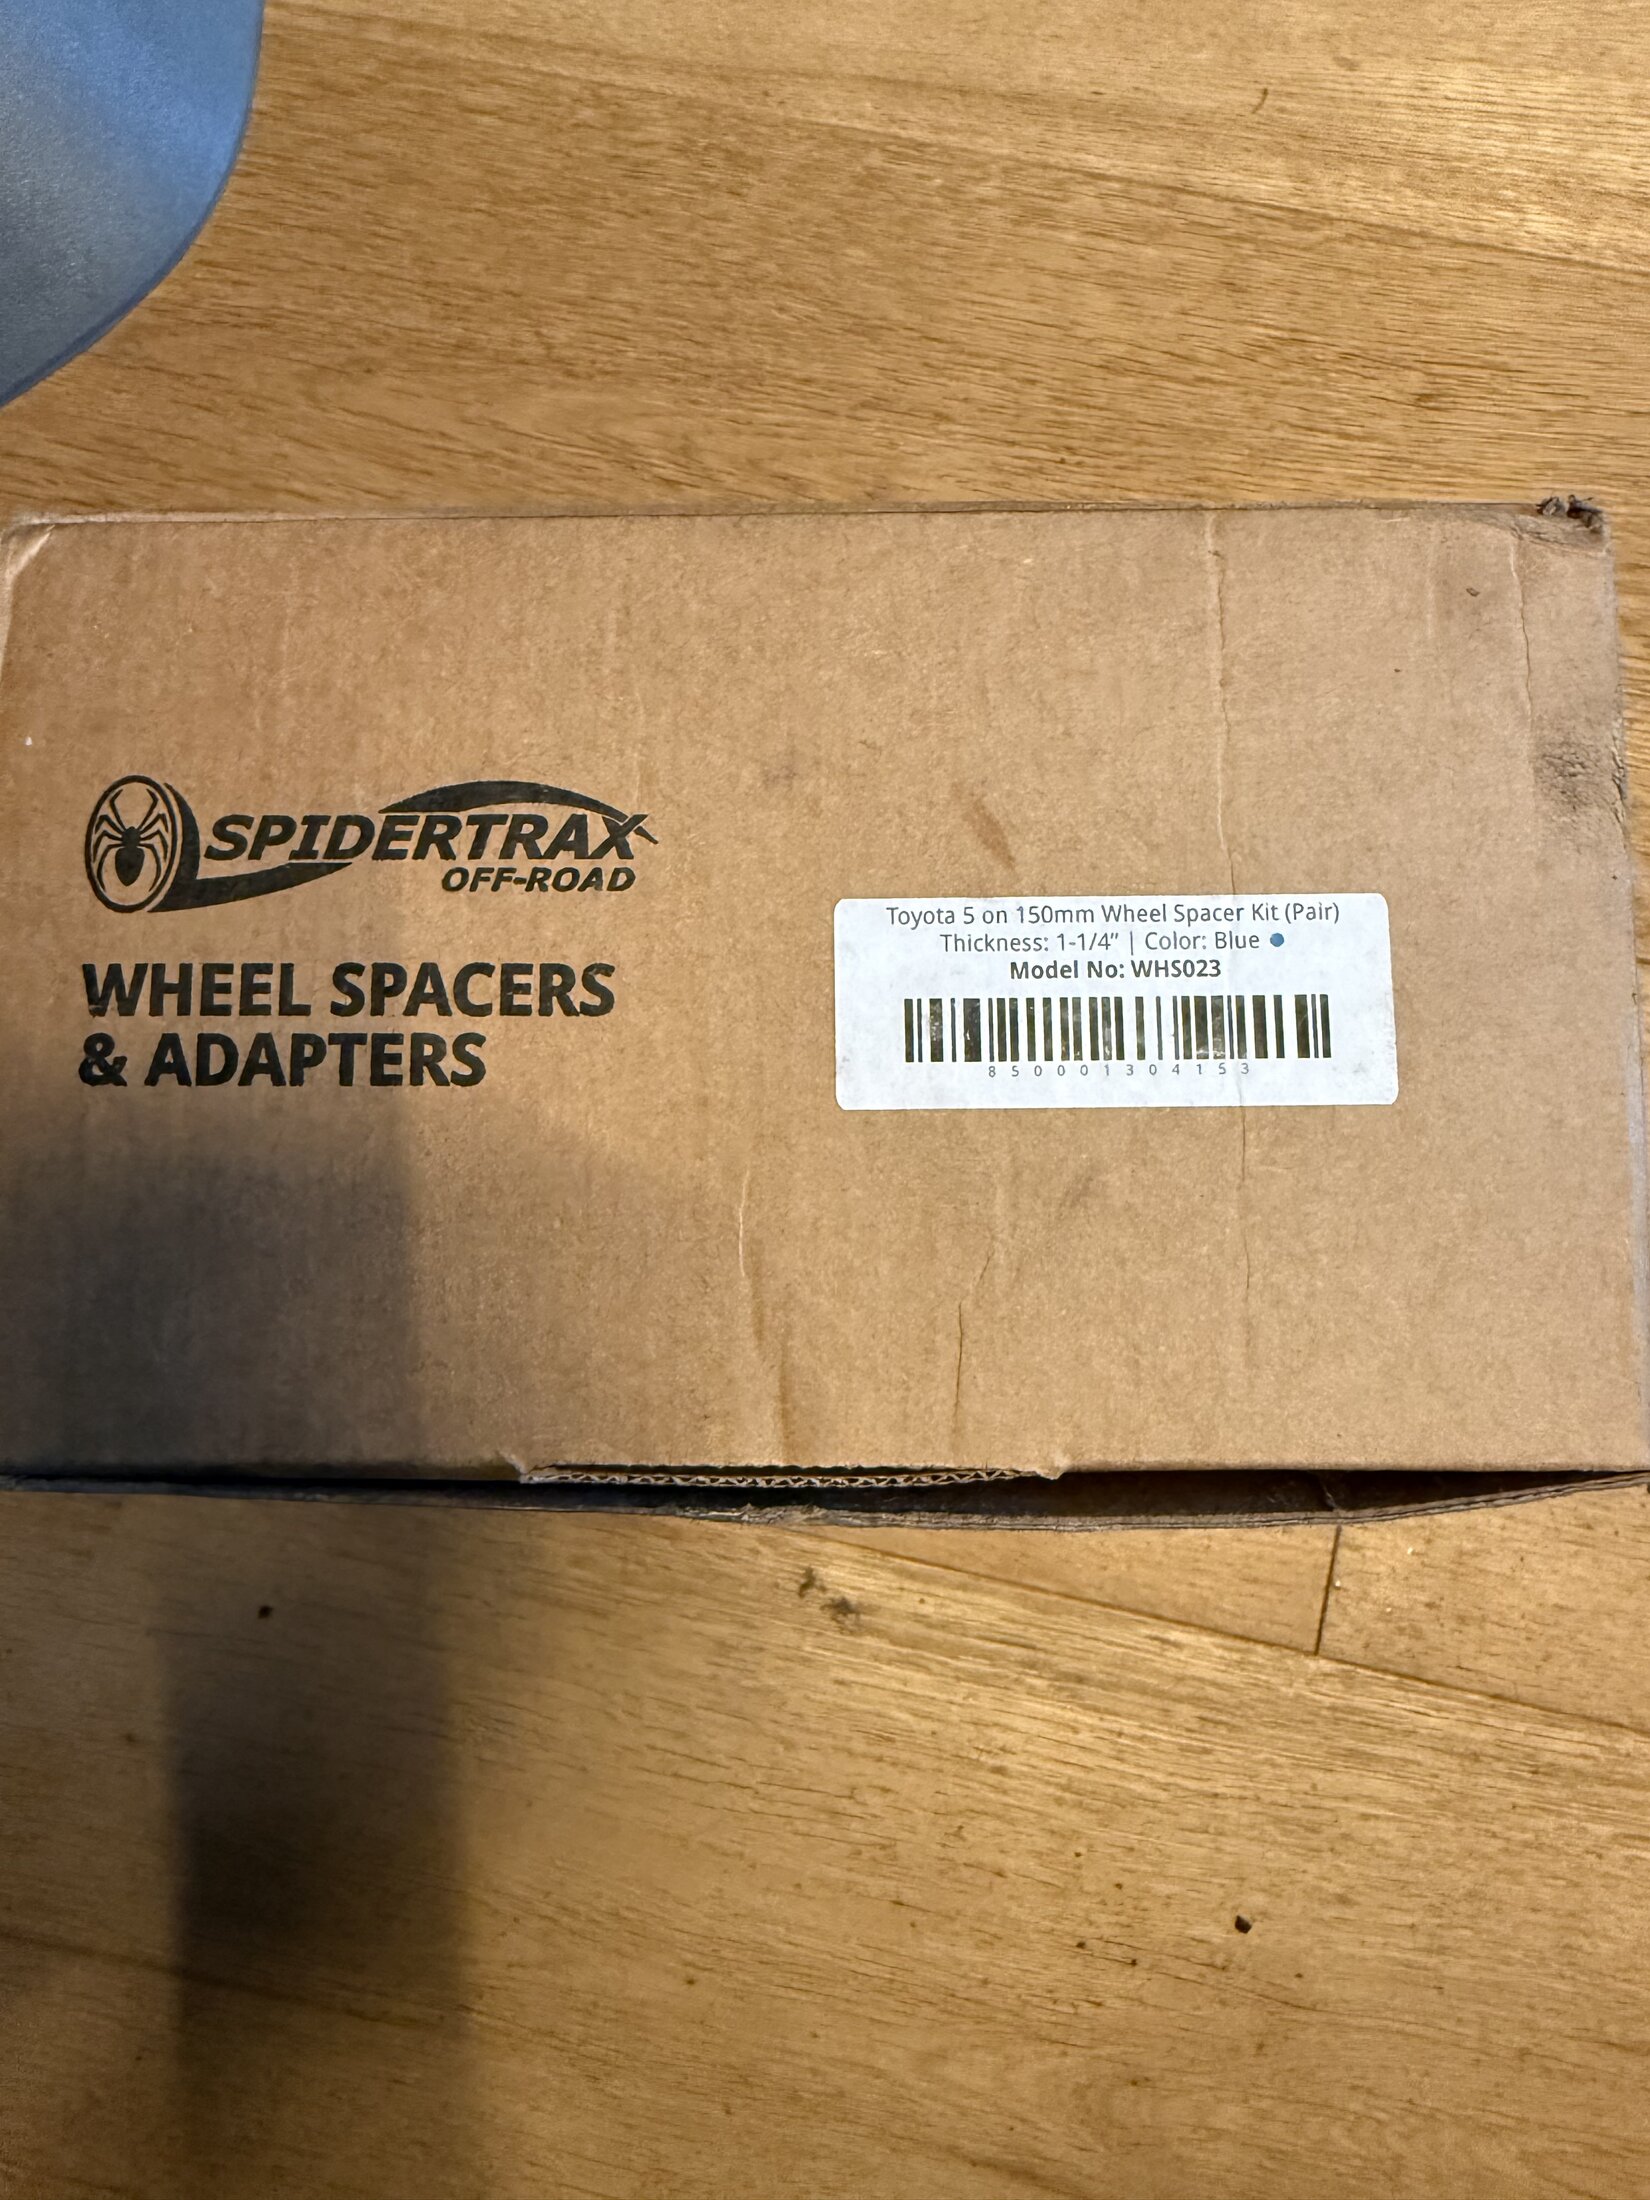 SPIDERTRAX
OFF-ROAD
WHEEL SPACERS
& ADAPTERS
Toyota 5 on 150mm Wheel Spacer Kit (Pair)
Thickness: 1-1/4" | Color: Blue
Model No: WHS023
850001304153